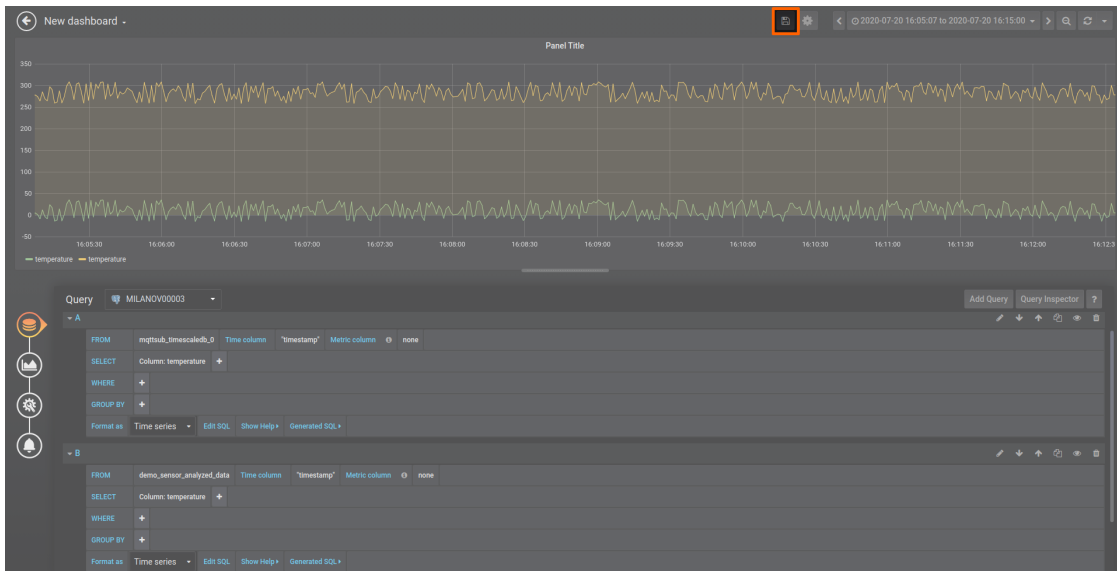 New dashboard
2020-07-20 16:05:07 to 2020-07-20 16:15:00
Panel Title
350
300
250
200
150
100
50
0
-50
16:05:30 16:06:00 16:06:30 16:07:00 16:07:30 16:08:00 16:08:30 16:09:00 16:09:30 16:10:00 16:10:30 16:11:00 16:11:30 16:12:00 16:12:3
temperature temperature
Query MILANOV00003 Add Query Query Inspector ?
A
FROM mqttsub_timescaledb_0 Time column "timestamp" Metric column none
SELECT Column: temperature +
WHERE +
GROUP BY +
Format as Time series Edit SQL Show Help Generated SQL
B
FROM demo_sensor_analyzed_data Time column "timestamp" Metric column none
SELECT Column: temperature +
WHERE +
GROUP BY +
Format as Time series Edit SQL Show Help Generated SQL